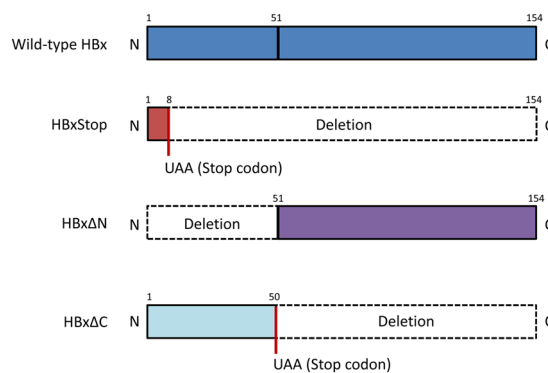 1 51 154
Wild-type HBx N C
1 8 154
HBxStop N Deletion C
UAA (Stop codon)
51 154
HBxΔN N Deletion C
1 50
HBxΔC N Deletion C
UAA (Stop codon)